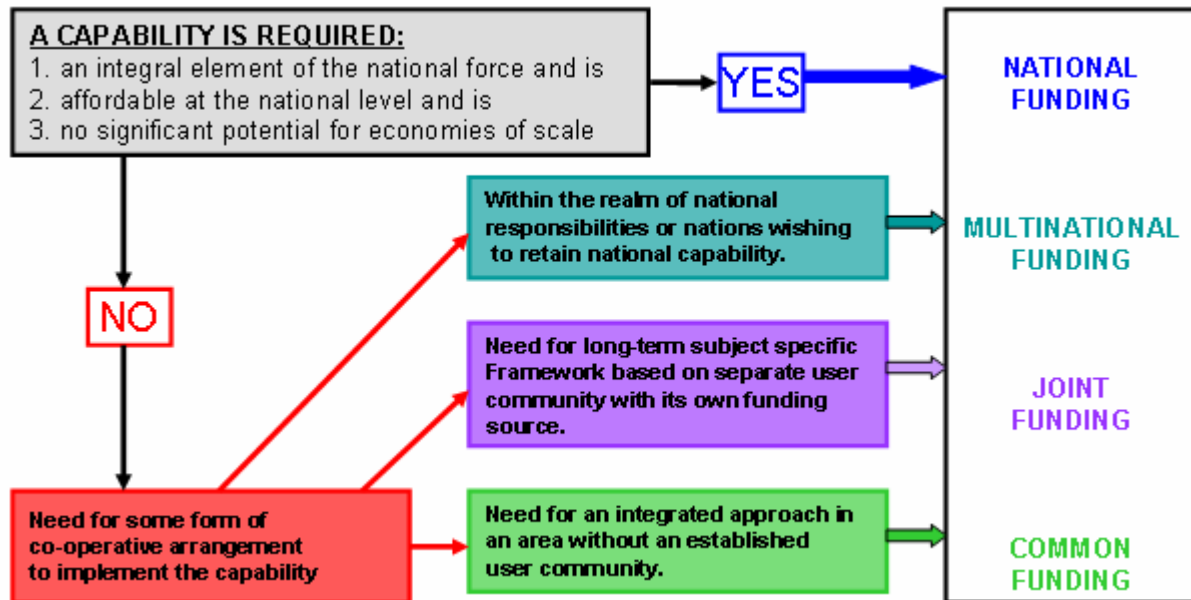 A CAPABILITY IS REQUIRED:
1. an integral element of the national force and is
2. affordable at the national level and is
3. no significant potential for economies of scale
YES
NATIONAL
FUNDING
Within the realm of national
responsibilities or nations wishing
to retain national capability.
MULTINATIONAL
FUNDING
NO
Need for long-term subject specific
Framework based on separate user
community with its own funding
source.
JOINT
FUNDING
Need for some form of
co-operative arrangement
to implement the capability
Need for an integrated approach in
an area without an established
user community.
COMMON
FUNDING